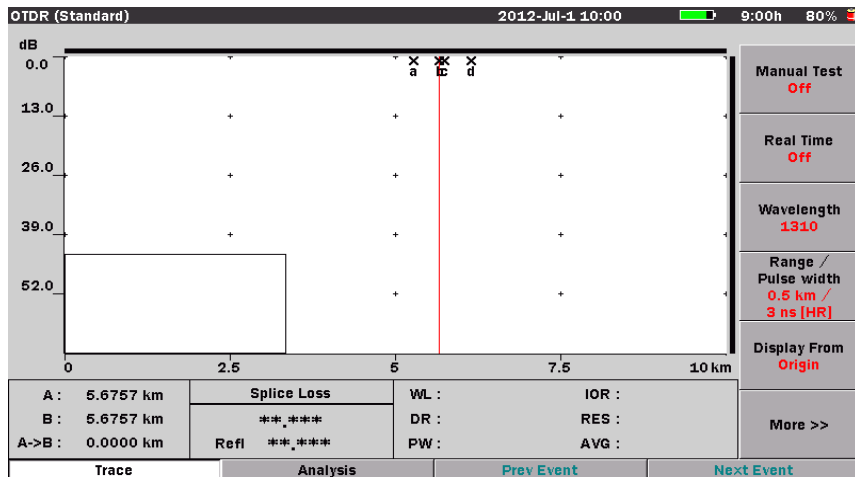 OTDR (Standard) 2012-Jul-1 10:00 9:00h 80%
dB
0.0
13.0
26.0
39.0
52.0
a b c d
0 2.5 5 7.5 10 km
Manual Test
Off
Real Time
Off
Wavelength
1310
Range /
Pulse width
0.5 km /
3 ns [HR]
Display From
Origin
More >>
A : 5.6757 km
B : 5.6757 km
A->B : 0.0000 km
Splice Loss
**.***
Refl **.***
WL : IOR :
DR : RES :
PW : AVG :
Trace Analysis Prev Event Next Event